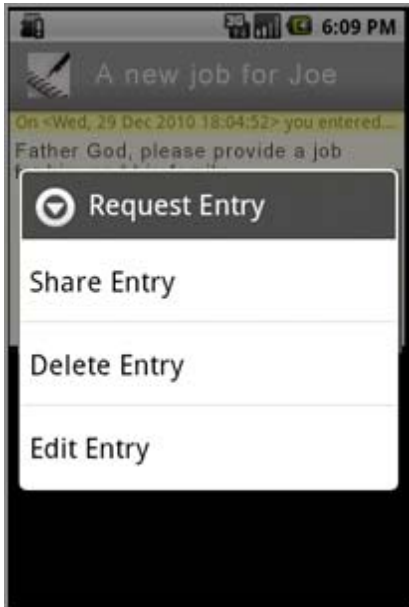 6:09 PM
A new job for Joe
On <Wed, 29 Dec 2010 18:04:52> you entered...
Father God, please provide a job
Request Entry
Share Entry
Delete Entry
Edit Entry